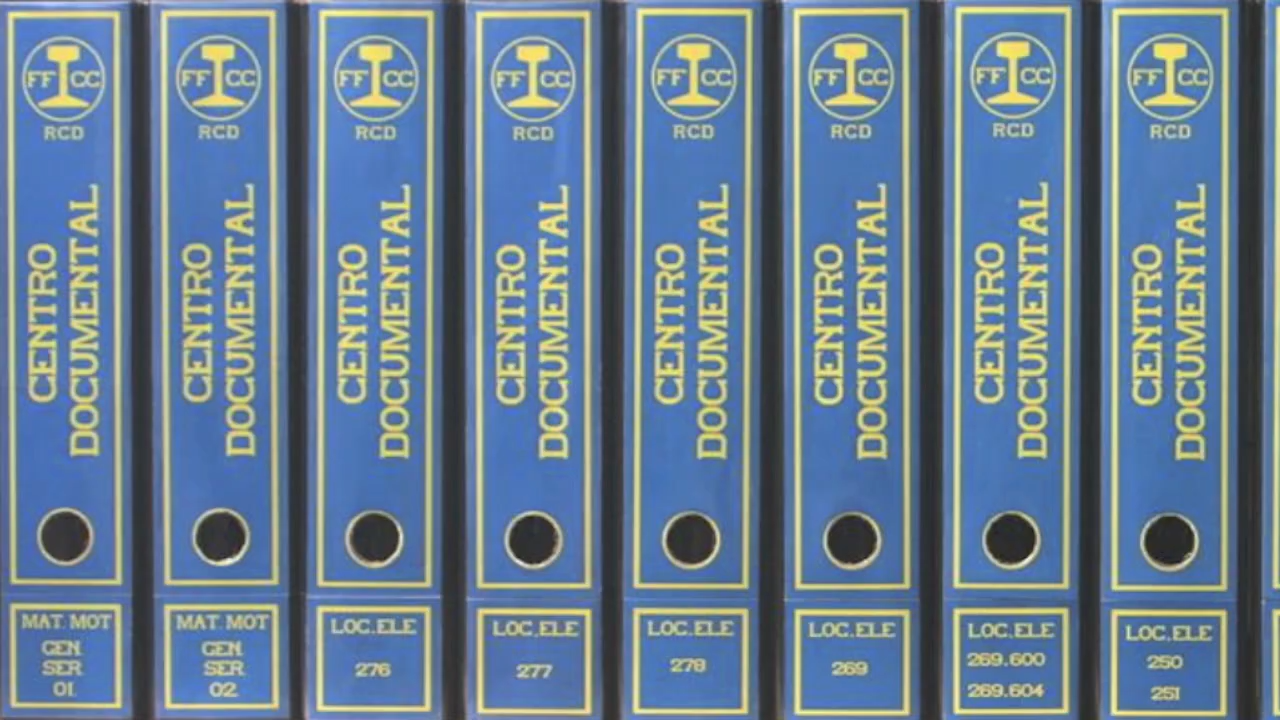 FF CC
RCD
CENTRO
DOCUMENTAL
MAT. MOT
GEN.
SER.
01.
FF CC
RCD
CENTRO
DOCUMENTAL
MAT. MOT
GEN.
SER.
02.
FF CC
RCD
CENTRO
DOCUMENTAL
LOC.ELE
276
FF CC
RCD
CENTRO
DOCUMENTAL
LOC.ELE
277
FF CC
RCD
CENTRO
DOCUMENTAL
LOC.ELE
278
FF CC
RCD
CENTRO
DOCUMENTAL
LOC.ELE
269
FF CC
RCD
CENTRO
DOCUMENTAL
LOC.ELE
269.600
269.604
FF CC
RCD
CENTRO
DOCUMENTAL
LOC.ELE
250
251